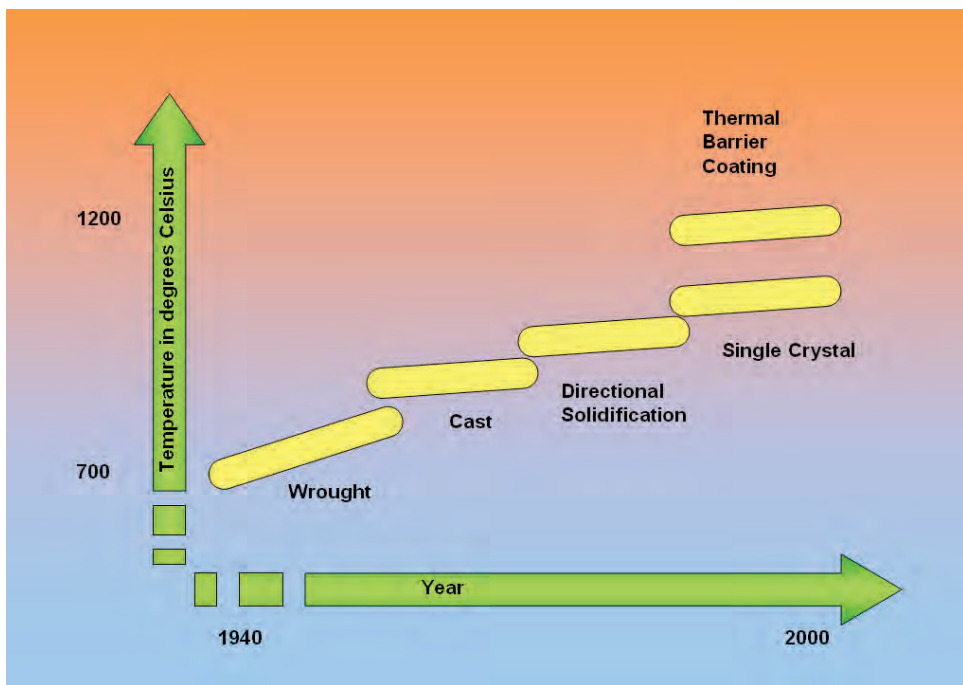 Thermal
Barrier
Coating
1200
Temperature in degrees Celsius
Single Crystal
Directional
Solidification
Cast
700
Wrought
Year
1940
2000